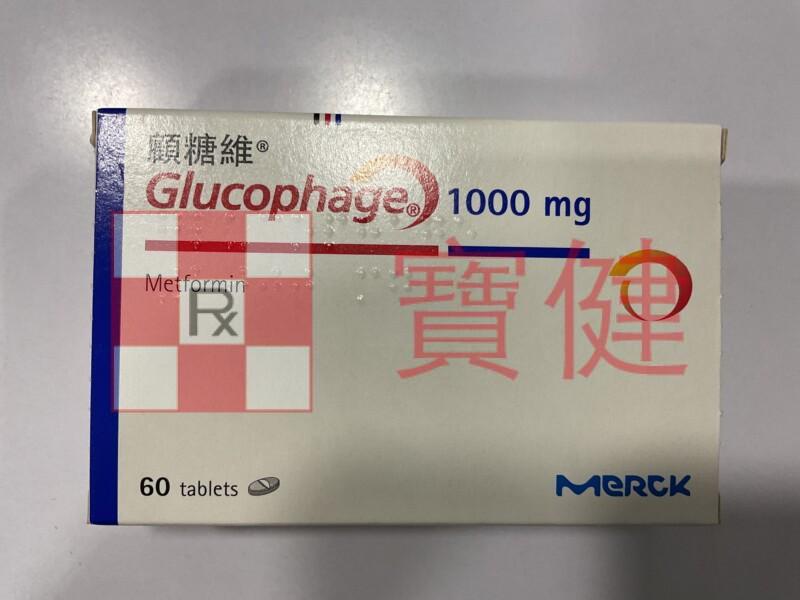 顧糖維®
Glucophage® 1000 mg
Metformin
Rx
寶健
60 tablets
Merck